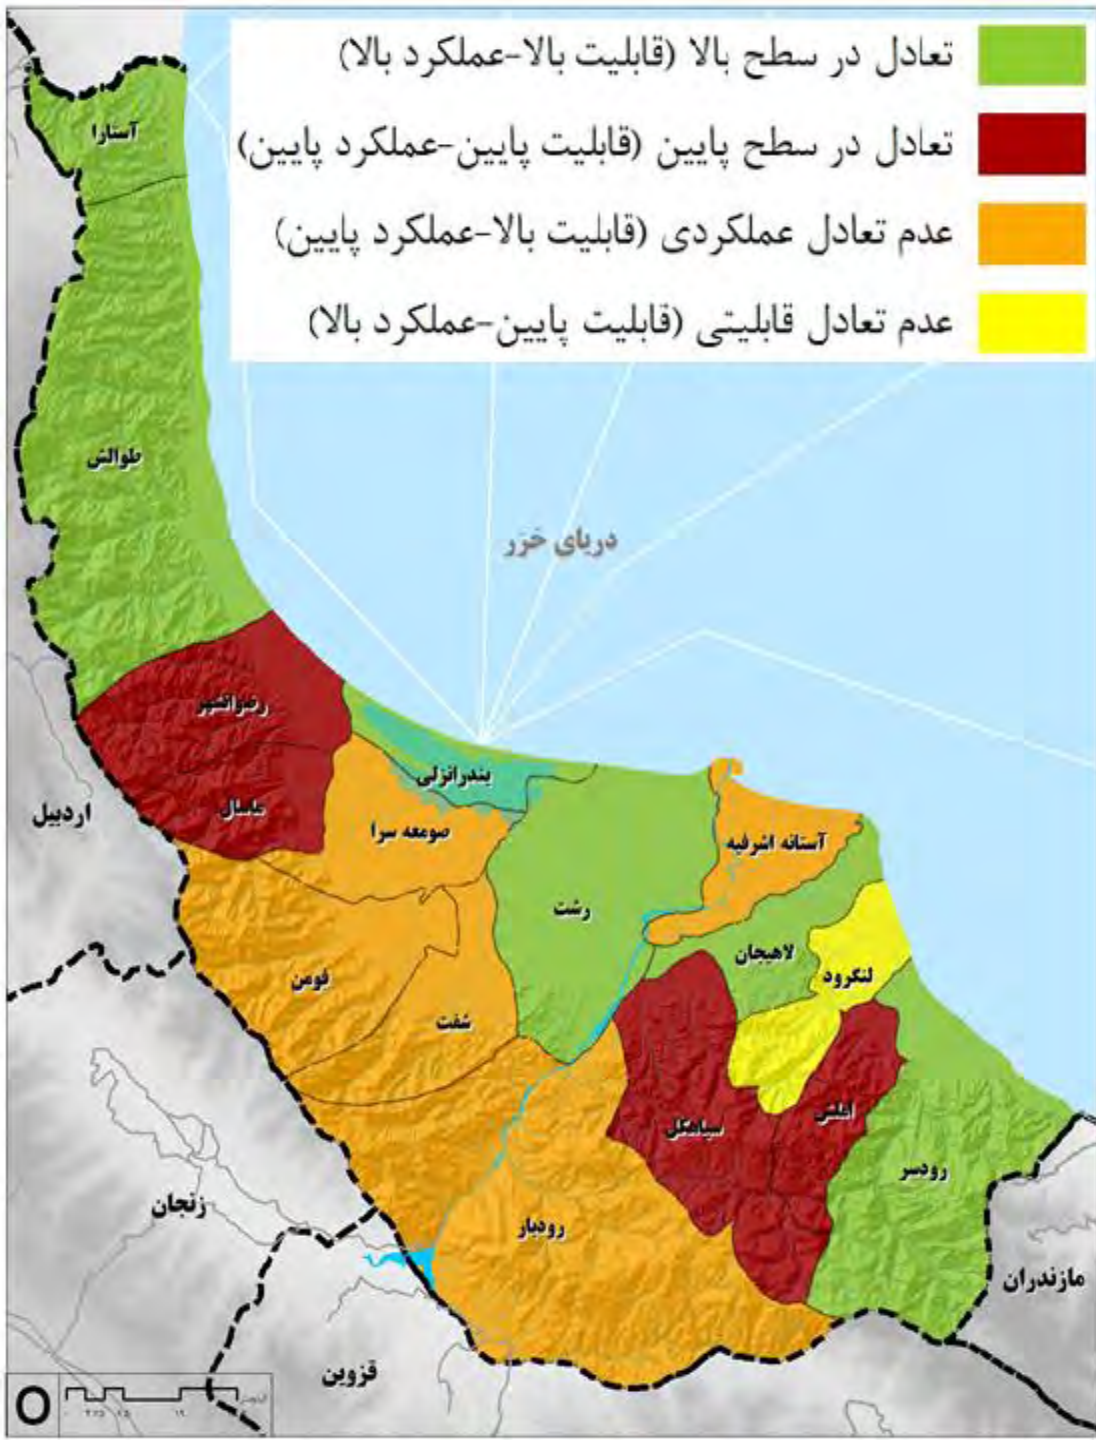 تعادل در سطح بالا (قابلیت بالا-عملکرد بالا)
تعادل در سطح پایین (قابلیت پایین-عملکرد پایین)
عدم تعادل عملکردی (قابلیت بالا-عملکرد پایین)
عدم تعادل قابلیتی (قابلیت پایین-عملکرد بالا)
آستارا
طوالش
دریای خزر
رضوانشهر
بندرانزلی
ماسال
صومعه سرا
آستانه اشرفیه
اردبیل
رشت
لاهیجان
لنگرود
فومن
شفت
املش
سیاهکل
رودسر
زنجان
رودبار
مازندران
قزوین